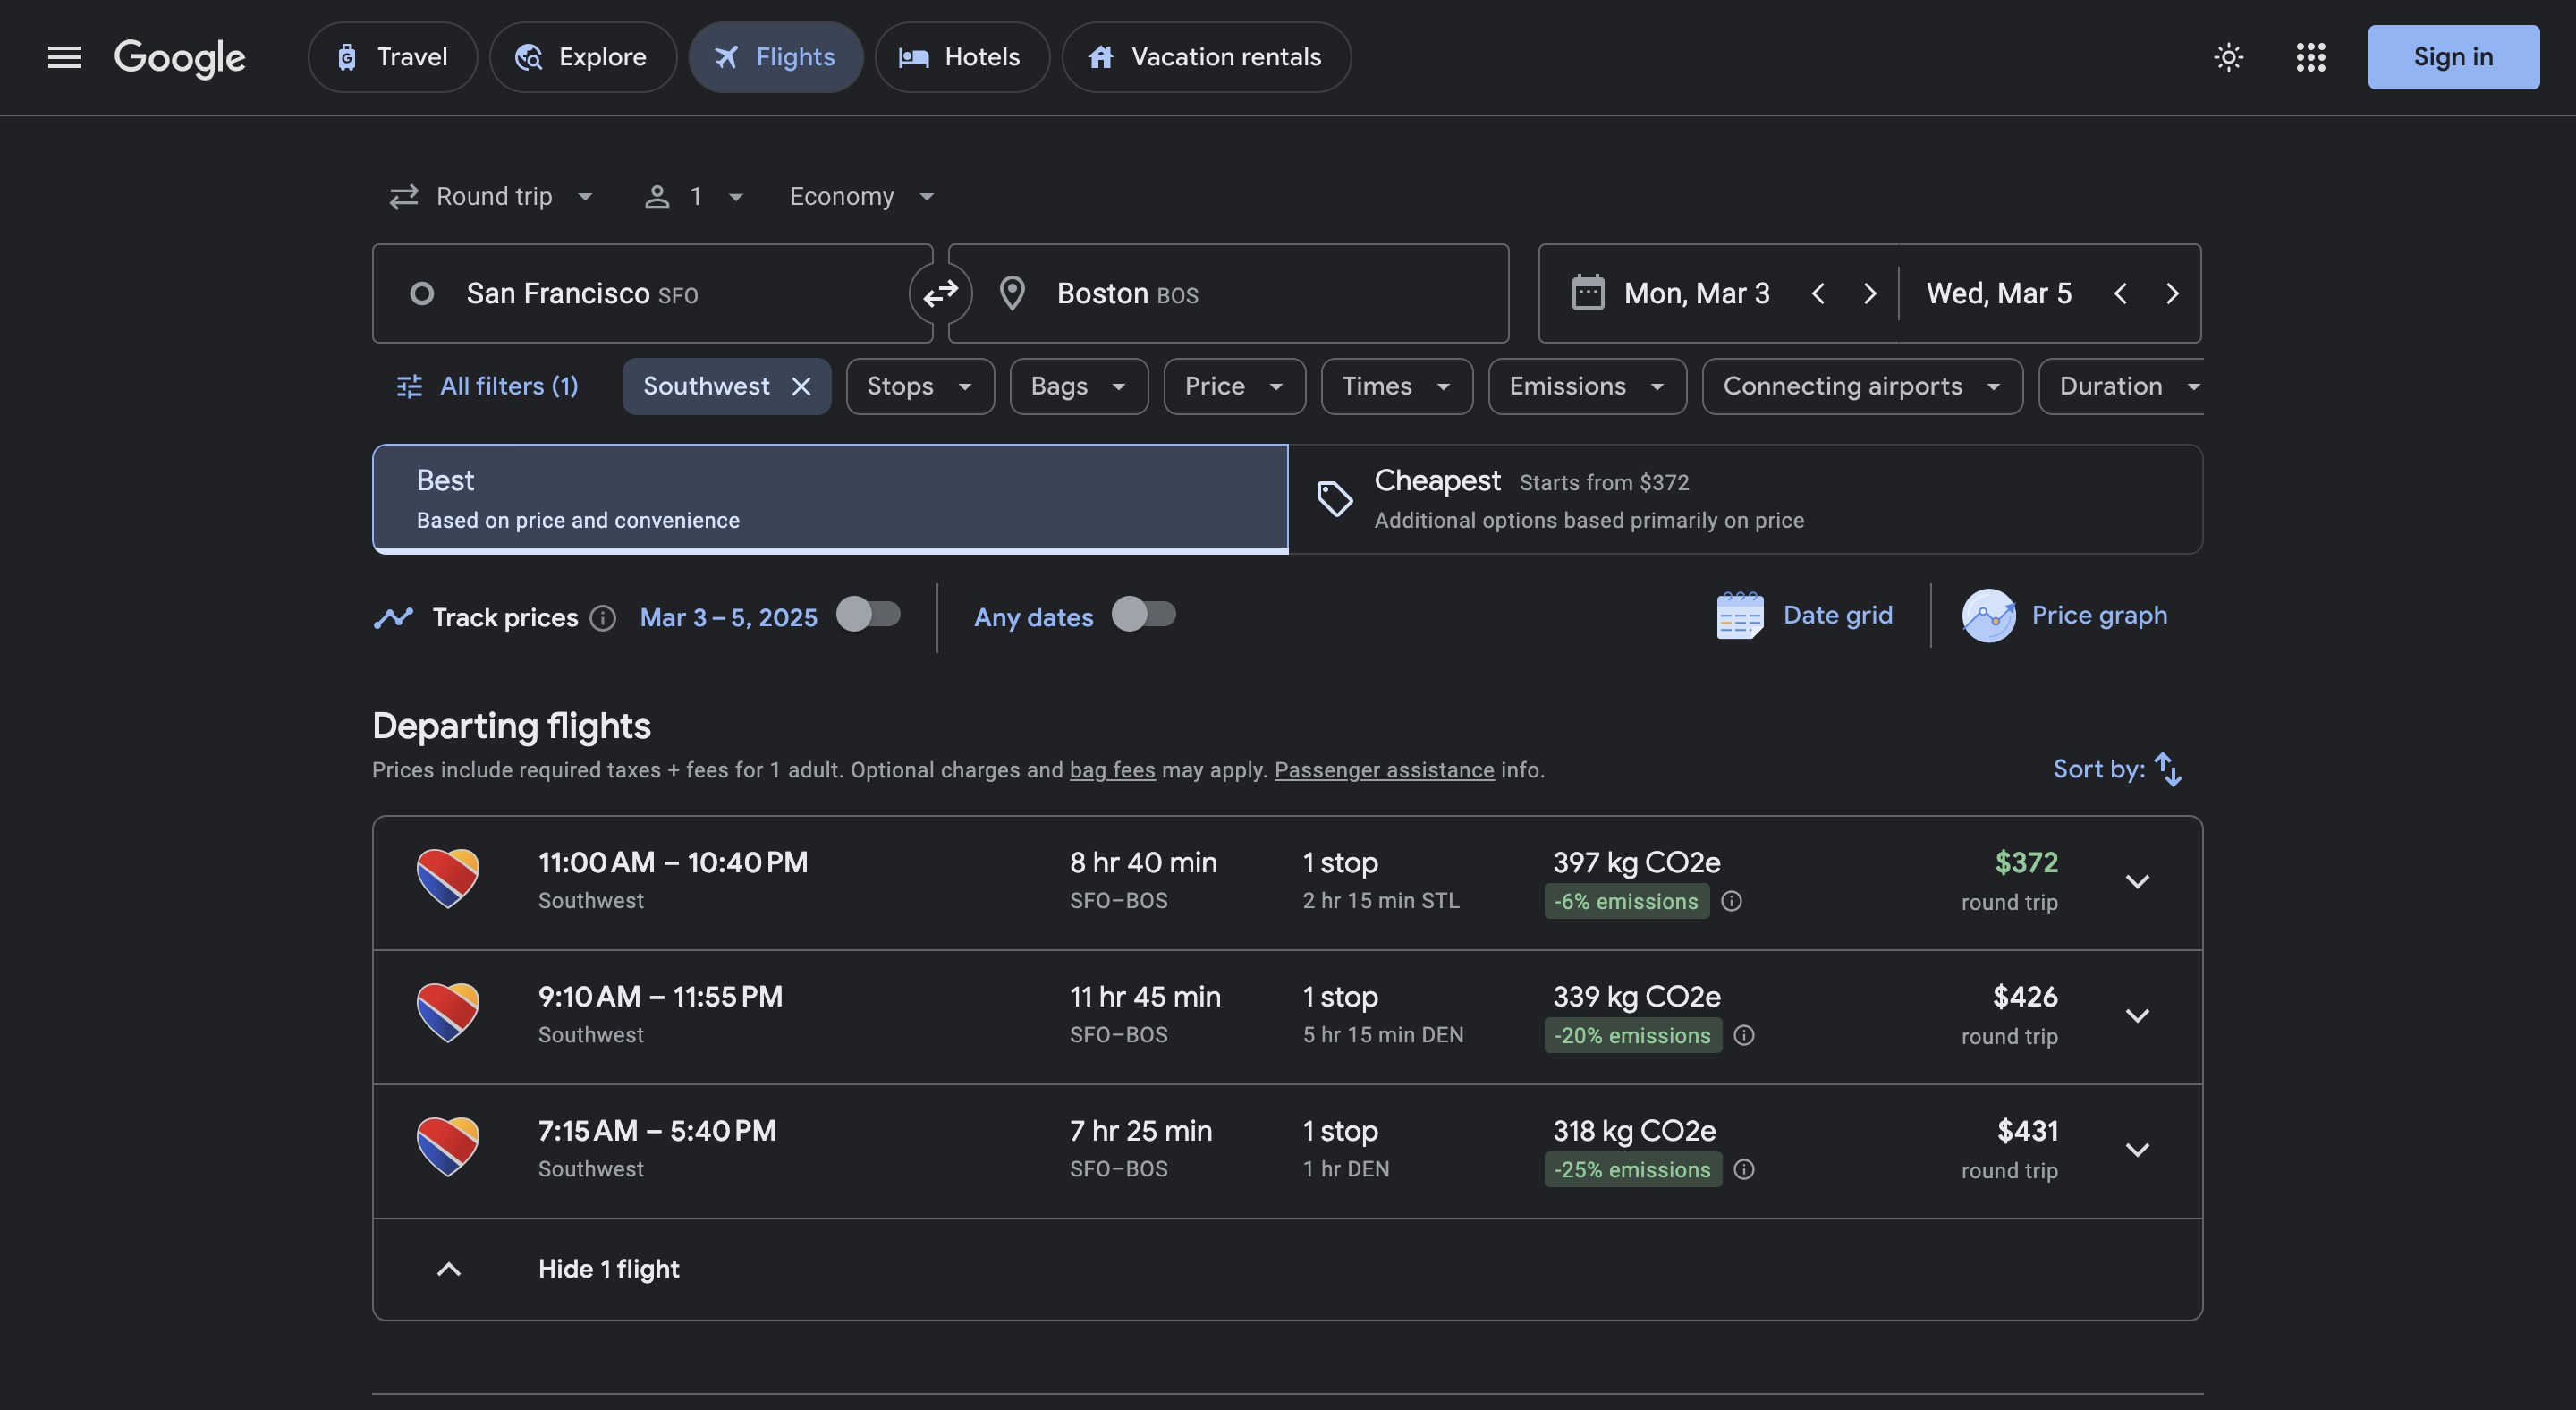 Google Travel Explore Flights Hotels Vacation rentals Sign in
Round trip 1 Economy
San Francisco SFO Boston BOS Mon, Mar 3 Wed, Mar 5
All filters (1) Southwest Stops Bags Price Times Emissions Connecting airports Duration
Best
Based on price and convenience
Cheapest Starts from $372
Additional options based primarily on price
Track prices Mar 3 – 5, 2025 Any dates Date grid Price graph
Departing flights
Prices include required taxes + fees for 1 adult. Optional charges and bag fees may apply. Passenger assistance info.
Sort by:
11:00 AM – 10:40 PM 8 hr 40 min 1 stop 397 kg CO2e $372
Southwest SFO–BOS 2 hr 15 min STL -6% emissions round trip
9:10 AM – 11:55 PM 11 hr 45 min 1 stop 339 kg CO2e $426
Southwest SFO–BOS 5 hr 15 min DEN -20% emissions round trip
7:15 AM – 5:40 PM 7 hr 25 min 1 stop 318 kg CO2e $431
Southwest SFO–BOS 1 hr DEN -25% emissions round trip
Hide 1 flight